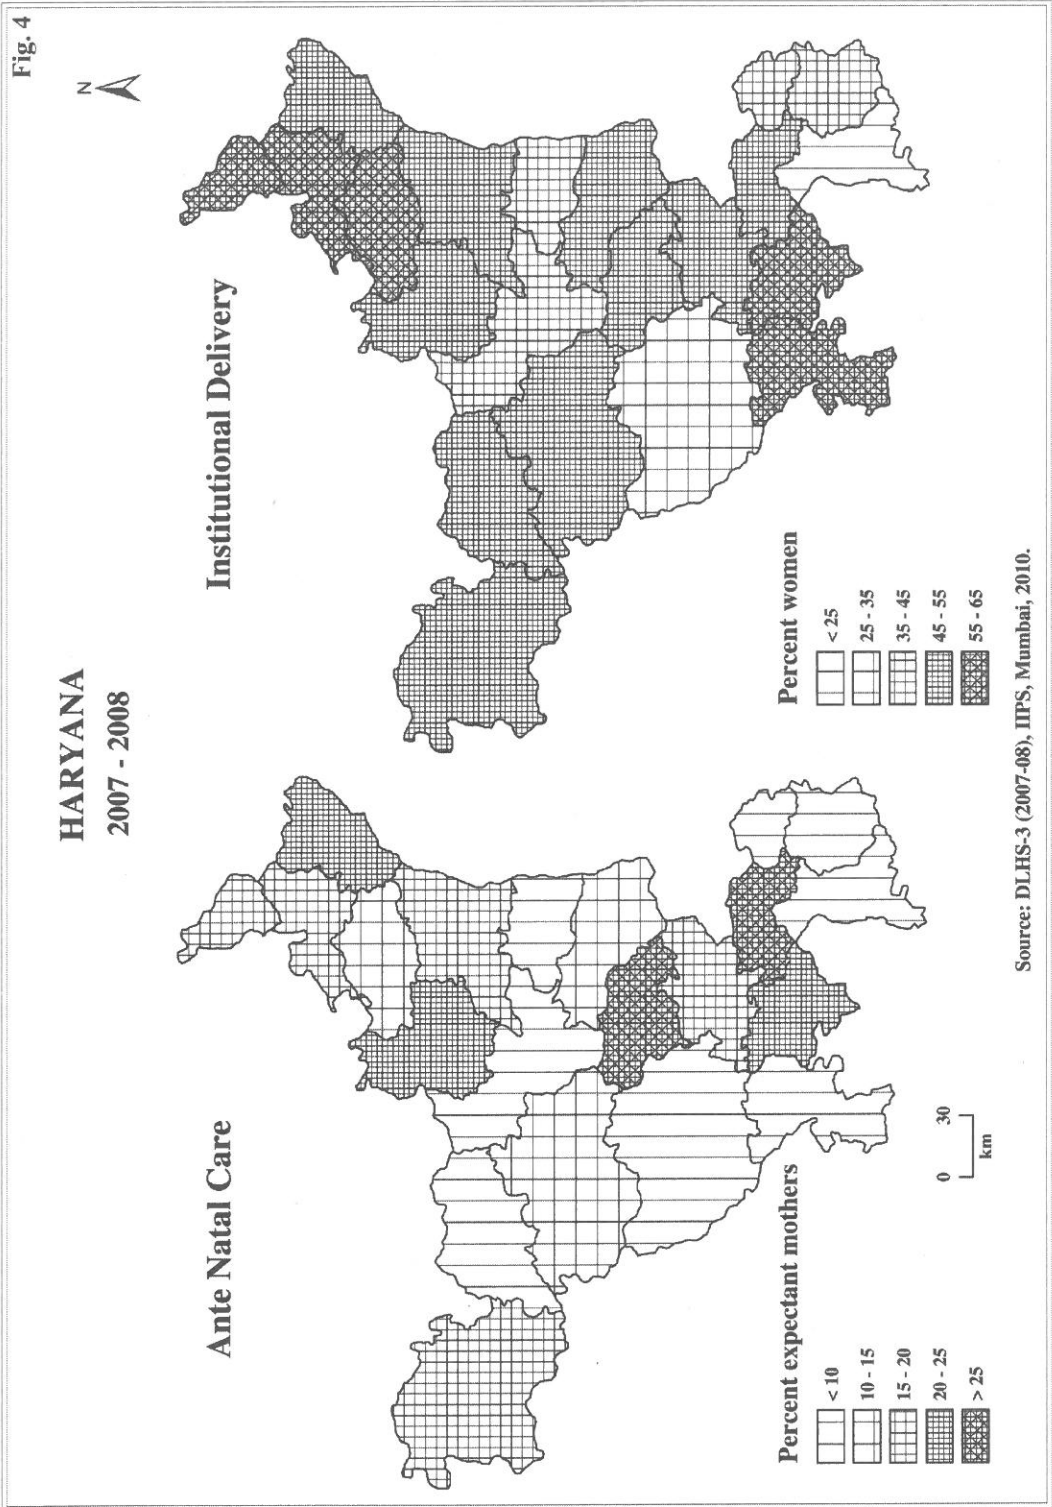 Fig. 4
HARYANA
2007 - 2008
N
Ante Natal Care
Institutional Delivery
Percent expectant mothers
< 10
10 - 15
15 - 20
20 - 25
> 25
0 30
km
Percent women
< 25
25 - 35
35 - 45
45 - 55
55 - 65
Source: DLHS-3 (2007-08), IIPS, Mumbai, 2010.